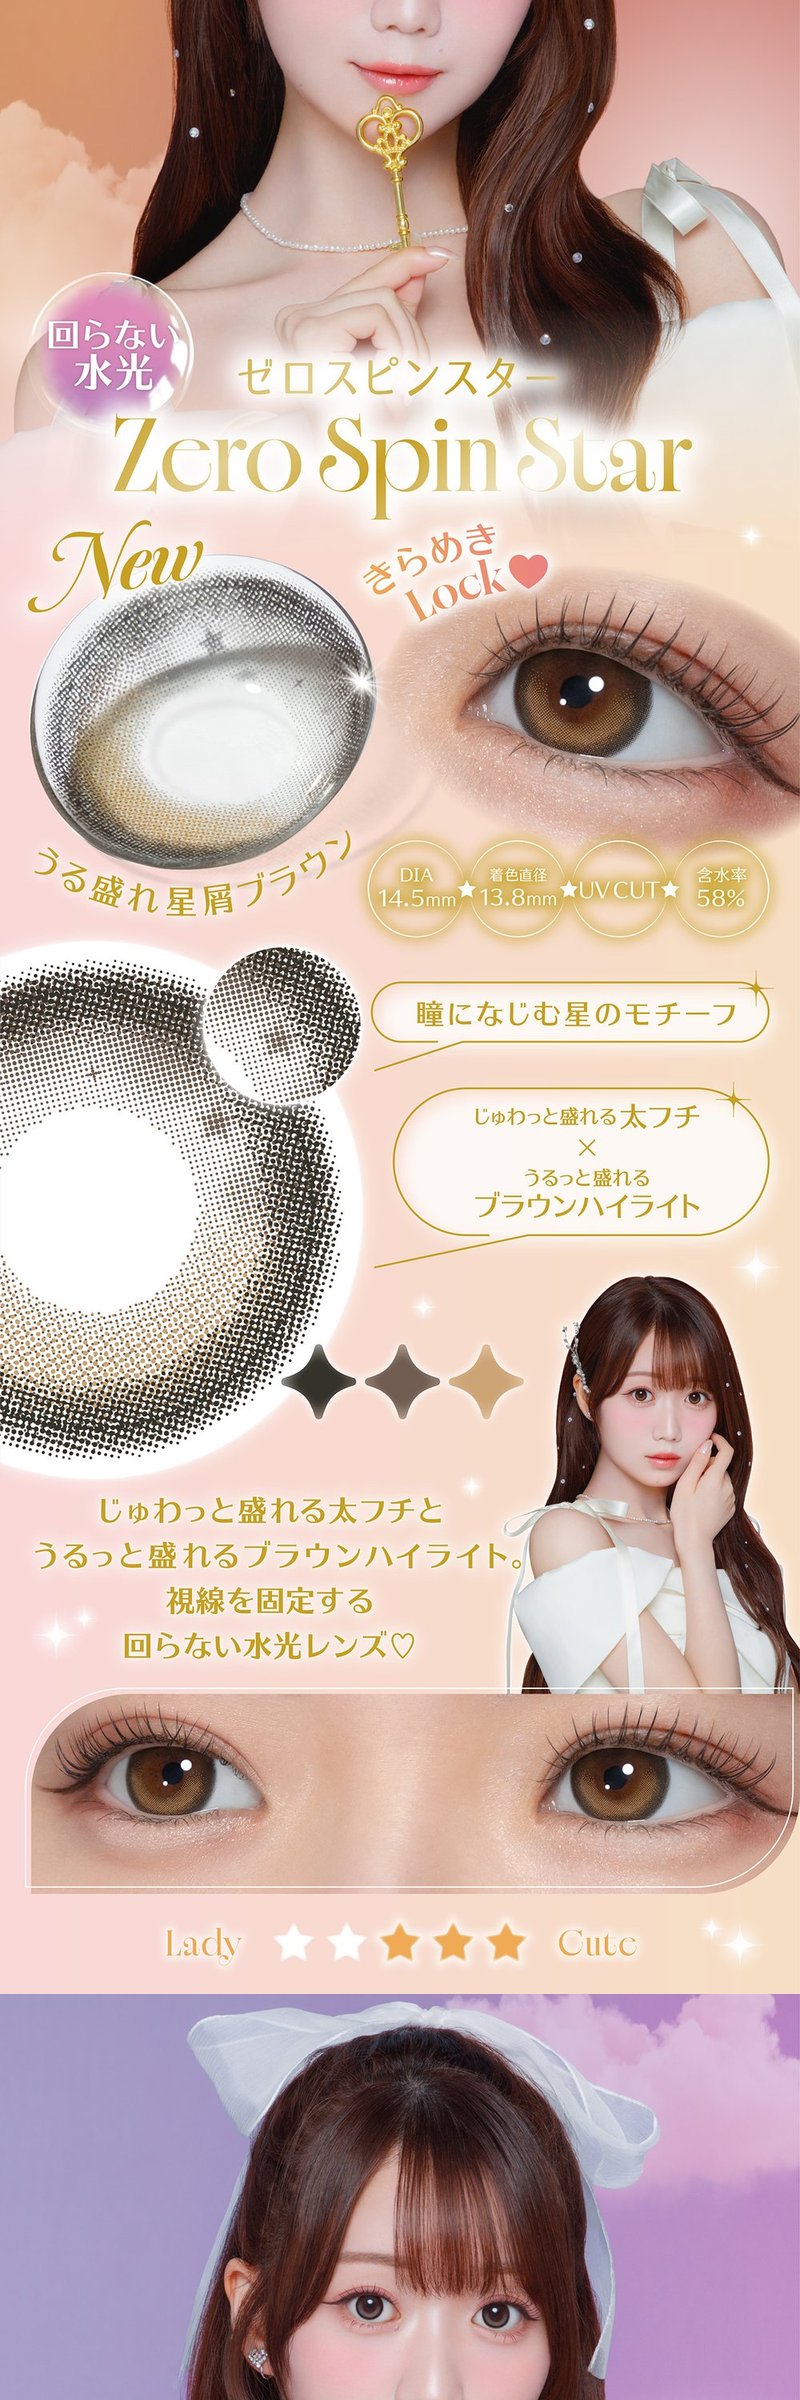 回らない
水光
ゼロスピンスター
Zero Spin Star
New
きらめき
Lock♥
うる盛れ星屑ブラウン
DIA
14.5mm
着色直径
13.8mm
UV CUT
含水率
58%
瞳になじむ星のモチーフ
じゅわっと盛れる太フチ
×
うるっと盛れる
ブラウンハイライト
じゅわっと盛れる太フチと
うるっと盛れるブラウンハイライト。
視線を固定する
回らない水光レンズ♡
Lady ★★★★★ Cute